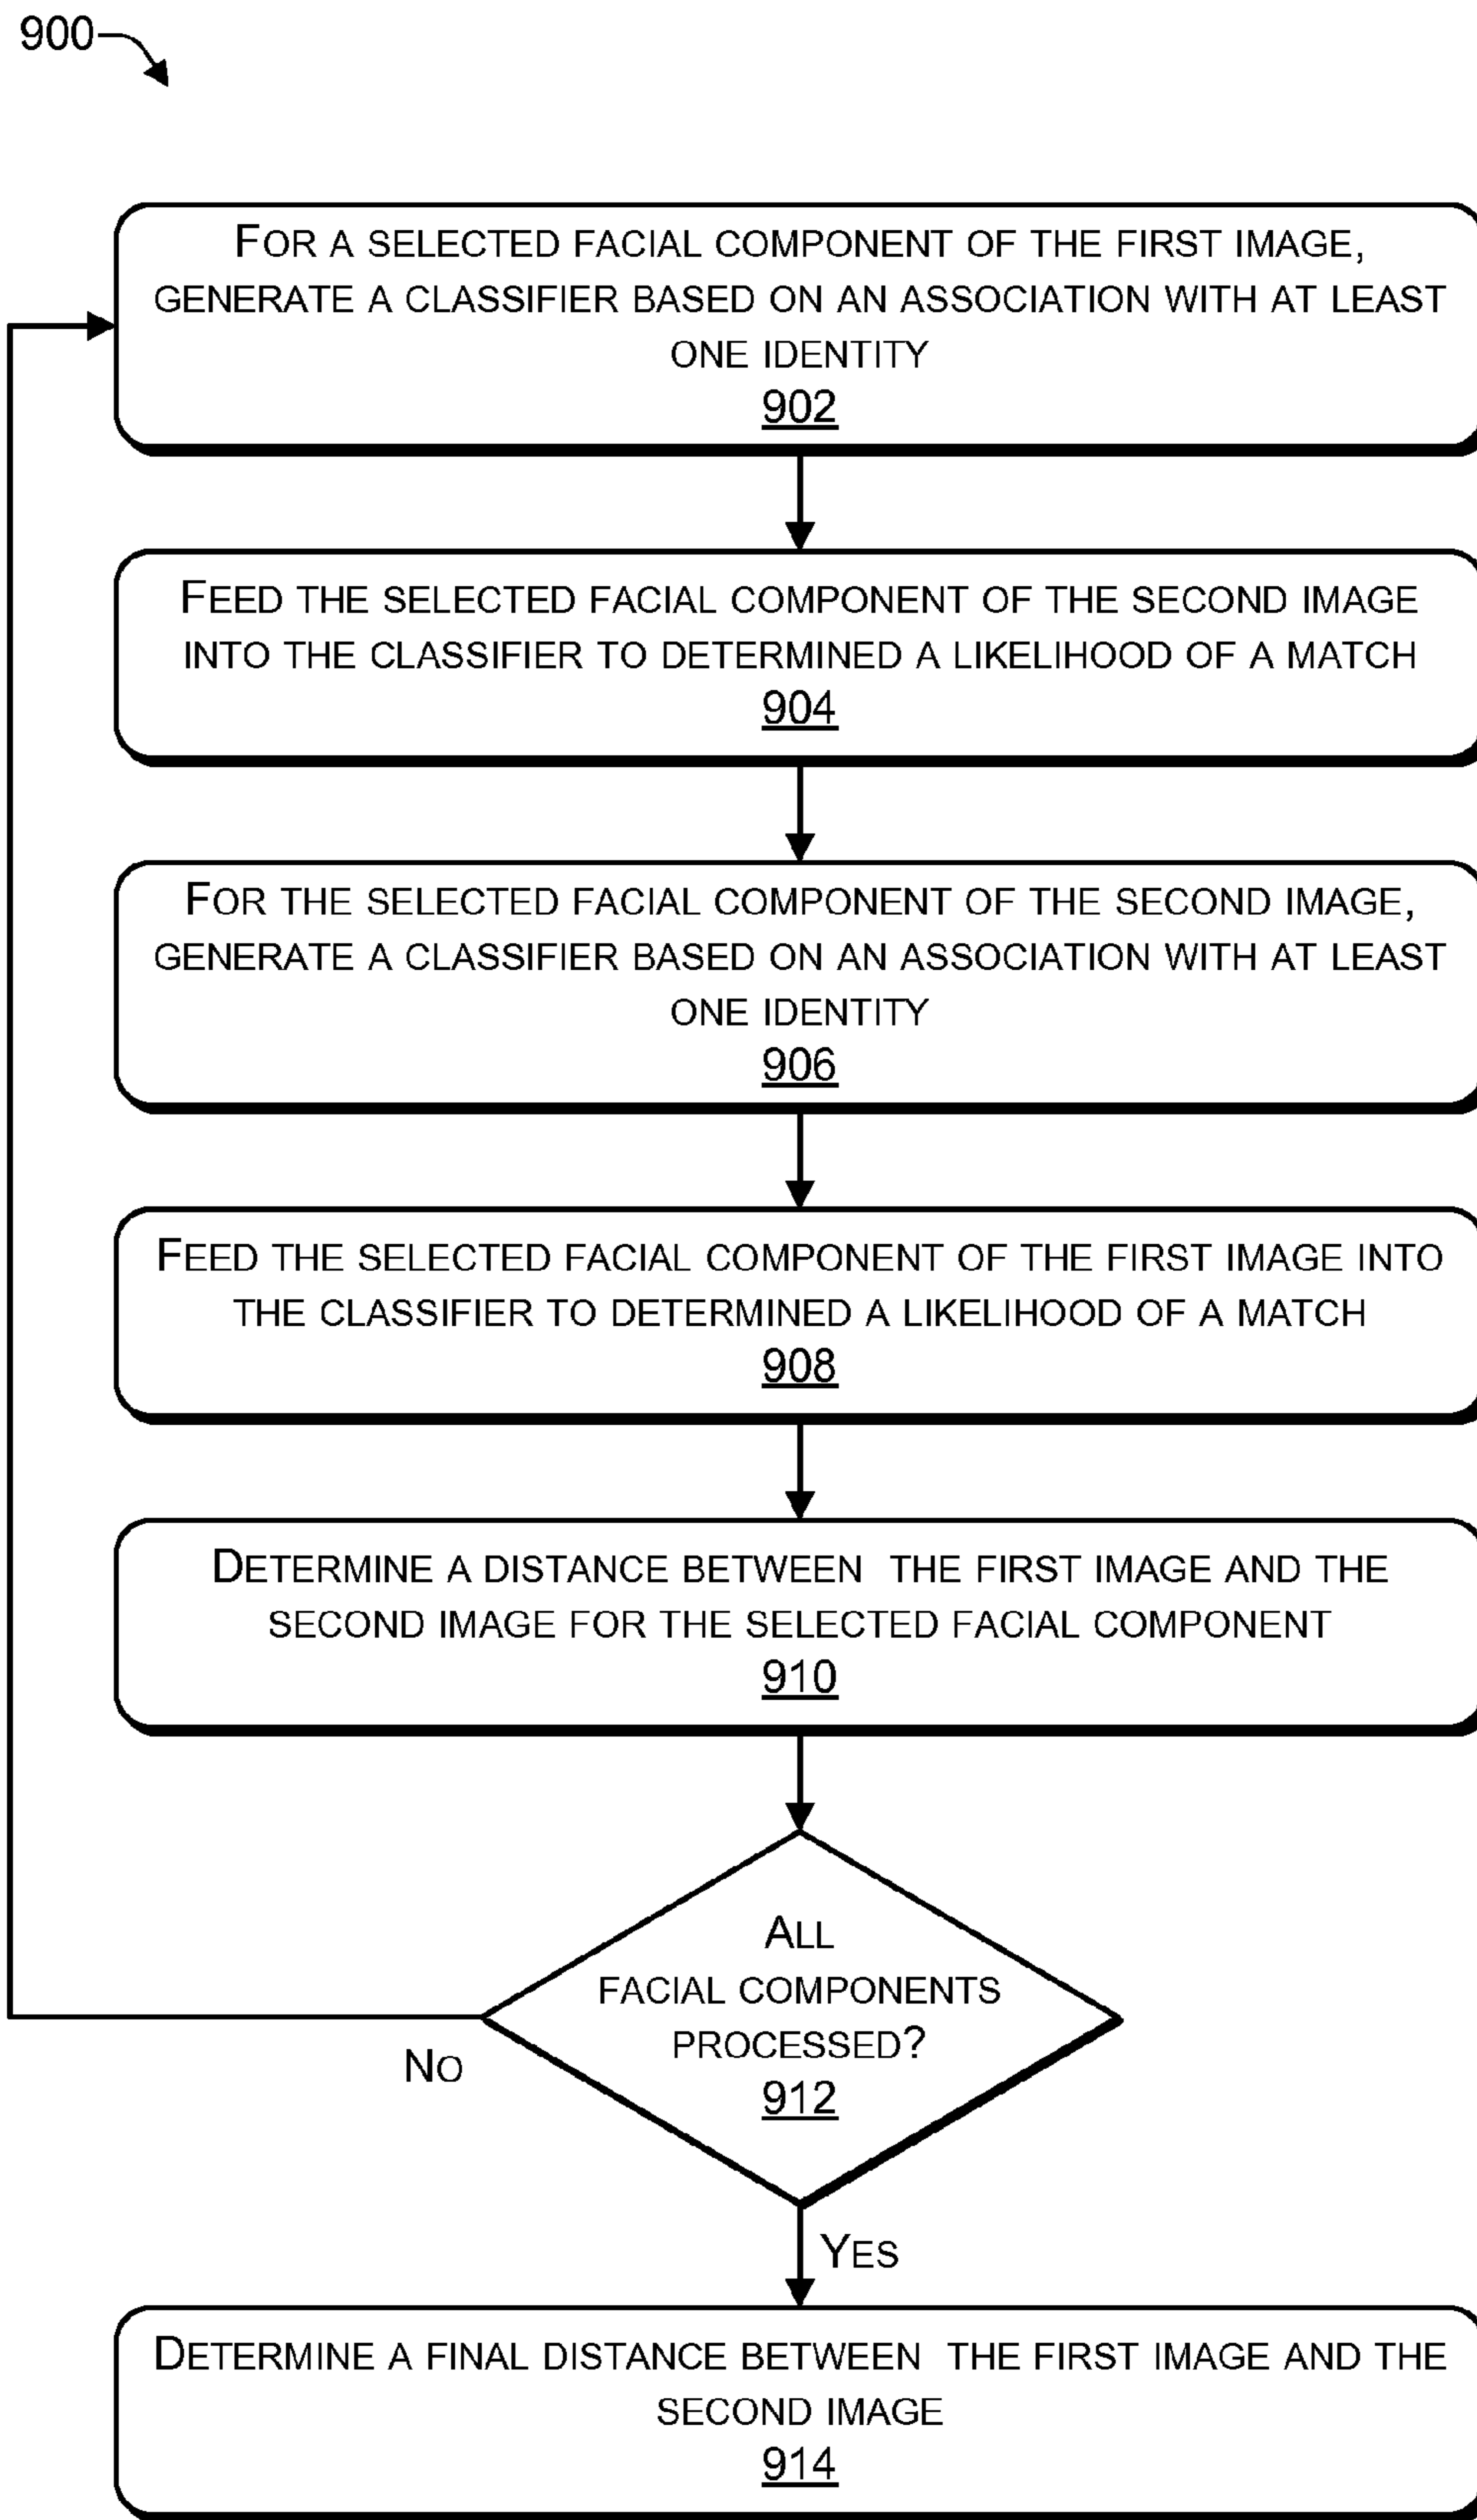 900
FOR A SELECTED FACIAL COMPONENT OF THE FIRST IMAGE,
GENERATE A CLASSIFIER BASED ON AN ASSOCIATION WITH AT LEAST
ONE IDENTITY
902
FEED THE SELECTED FACIAL COMPONENT OF THE SECOND IMAGE
INTO THE CLASSIFIER TO DETERMINED A LIKELIHOOD OF A MATCH
904
FOR THE SELECTED FACIAL COMPONENT OF THE SECOND IMAGE,
GENERATE A CLASSIFIER BASED ON AN ASSOCIATION WITH AT LEAST
ONE IDENTITY
906
FEED THE SELECTED FACIAL COMPONENT OF THE FIRST IMAGE INTO
THE CLASSIFIER TO DETERMINED A LIKELIHOOD OF A MATCH
908
DETERMINE A DISTANCE BETWEEN THE FIRST IMAGE AND THE
SECOND IMAGE FOR THE SELECTED FACIAL COMPONENT
910
ALL
FACIAL COMPONENTS
PROCESSED?
912
NO
YES
DETERMINE A FINAL DISTANCE BETWEEN THE FIRST IMAGE AND THE
SECOND IMAGE
914